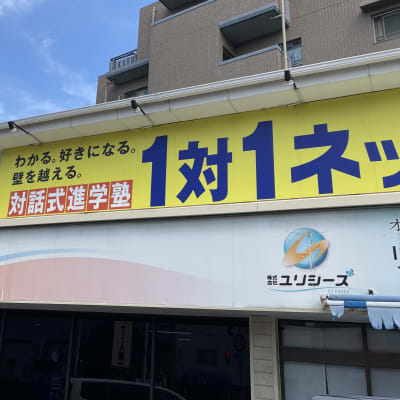 わかる。好きになる。
壁を越える。
対話式進学塾
1対1ネッ
株式会社
ユリシーズ